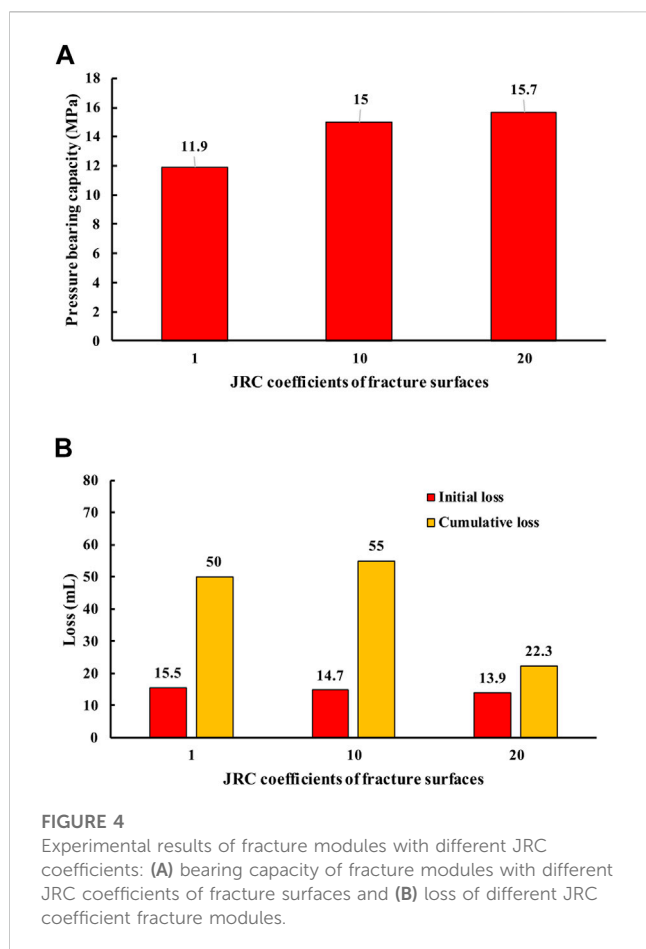 A
Pressure bearing capacity (MPa)
18
16
14
12
10
8
6
4
2
0
11.9
15
15.7
1
10
20
JRC coefficients of fracture surfaces
B
Loss (mL)
80
70
60
50
40
30
20
10
0
Initial loss
Cumulative loss
15.5
50
14.7
55
13.9
22.3
1
10
20
JRC coefficients of fracture surfaces
FIGURE 4
Experimental results of fracture modules with different JRC
coefficients: (A) bearing capacity of fracture modules with different
JRC coefficients of fracture surfaces and (B) loss of different JRC
coefficient fracture modules.